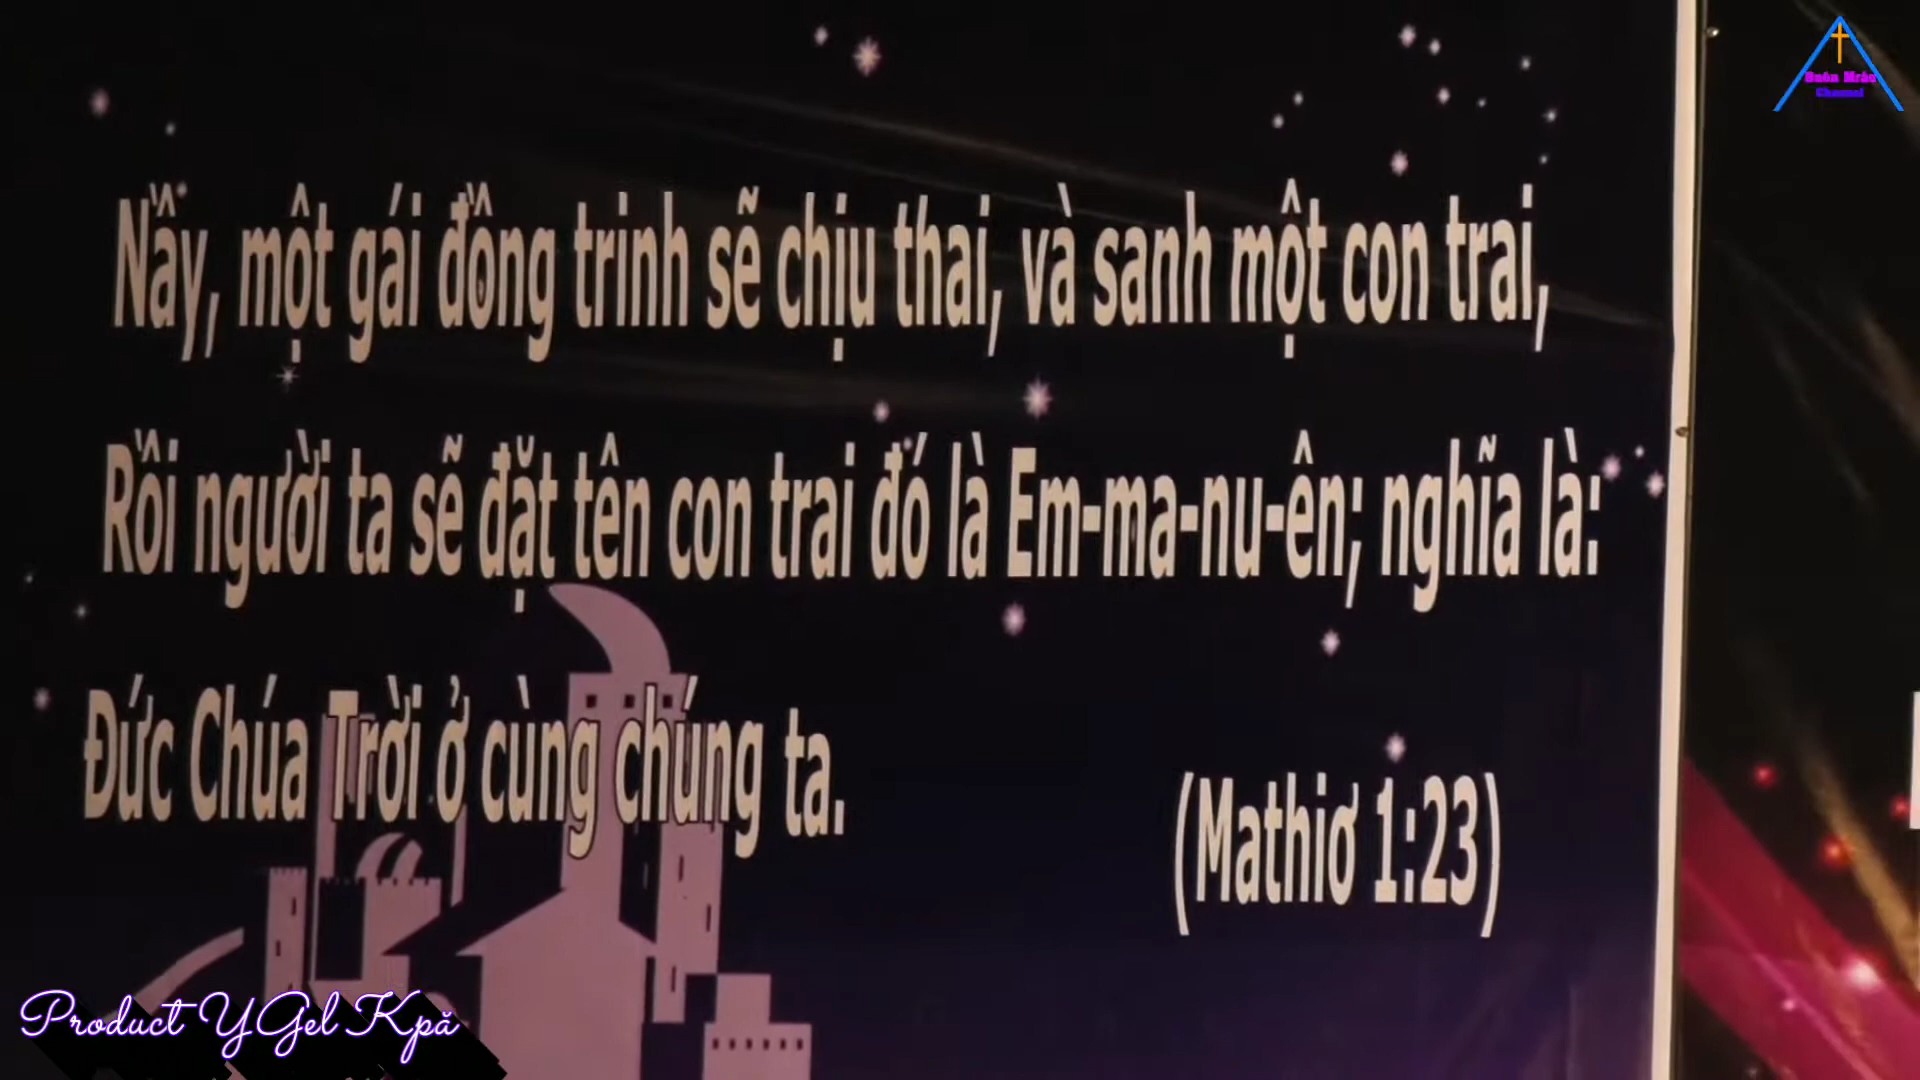 Nầy, một gái đồng trinh sẽ chịu thai, và sanh một con trai,
Rồi người ta sẽ đặt tên con trai đó là Em-ma-nu-ên; nghĩa là:
Đức Chúa Trời ở cùng chúng ta.
(Mathiơ 1:23)
Product YGel Kpă
Channel